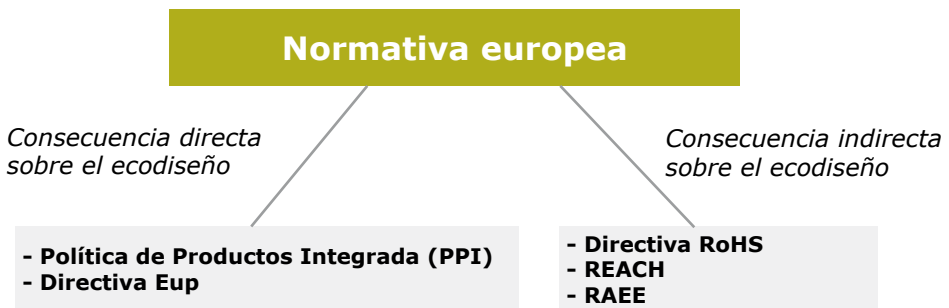 Normativa europea
Consecuencia directa
sobre el ecodiseño
Consecuencia indirecta
sobre el ecodiseño
- Política de Productos Integrada (PPI)
- Directiva Eup
- Directiva RoHS
- REACH
- RAEE